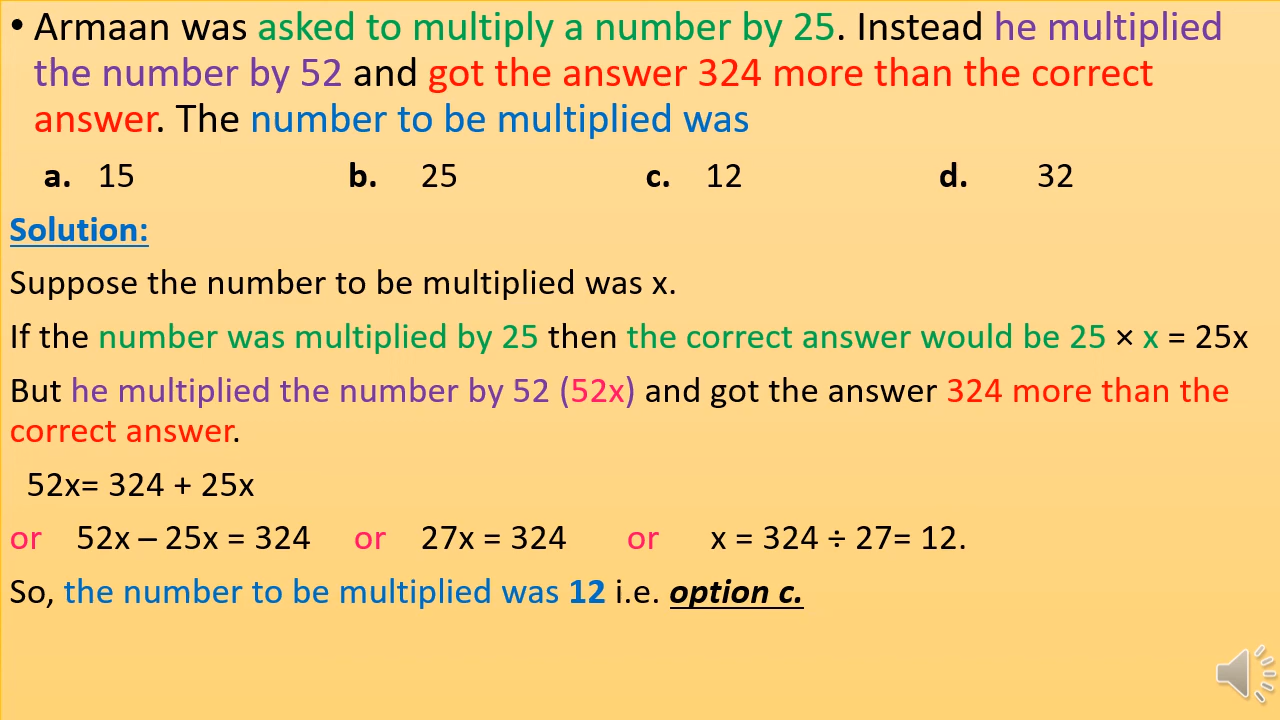 • Armaan was asked to multiply a number by 25. Instead he multiplied
the number by 52 and got the answer 324 more than the correct
answer. The number to be multiplied was
a. 15 b. 25 c. 12 d. 32
Solution:
Suppose the number to be multiplied was x.
If the number was multiplied by 25 then the correct answer would be 25 × x = 25x
But he multiplied the number by 52 (52x) and got the answer 324 more than the
correct answer.
52x= 324 + 25x
or 52x – 25x = 324 or 27x = 324 or x = 324 ÷ 27= 12.
So, the number to be multiplied was 12 i.e. option c.